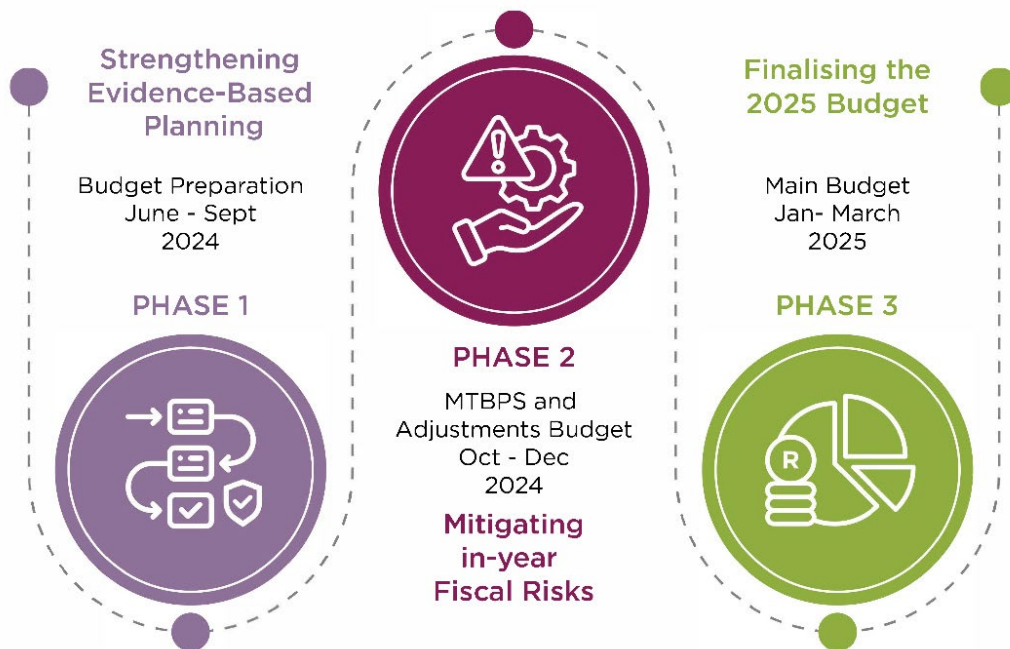 Strengthening
Evidence-Based
Planning
Budget Preparation
June - Sept
2024
PHASE 1
PHASE 2
MTBPS and
Adjustments Budget
Oct - Dec
2024
Mitigating
in-year
Fiscal Risks
Finalising the
2025 Budget
Main Budget
Jan- March
2025
PHASE 3
R